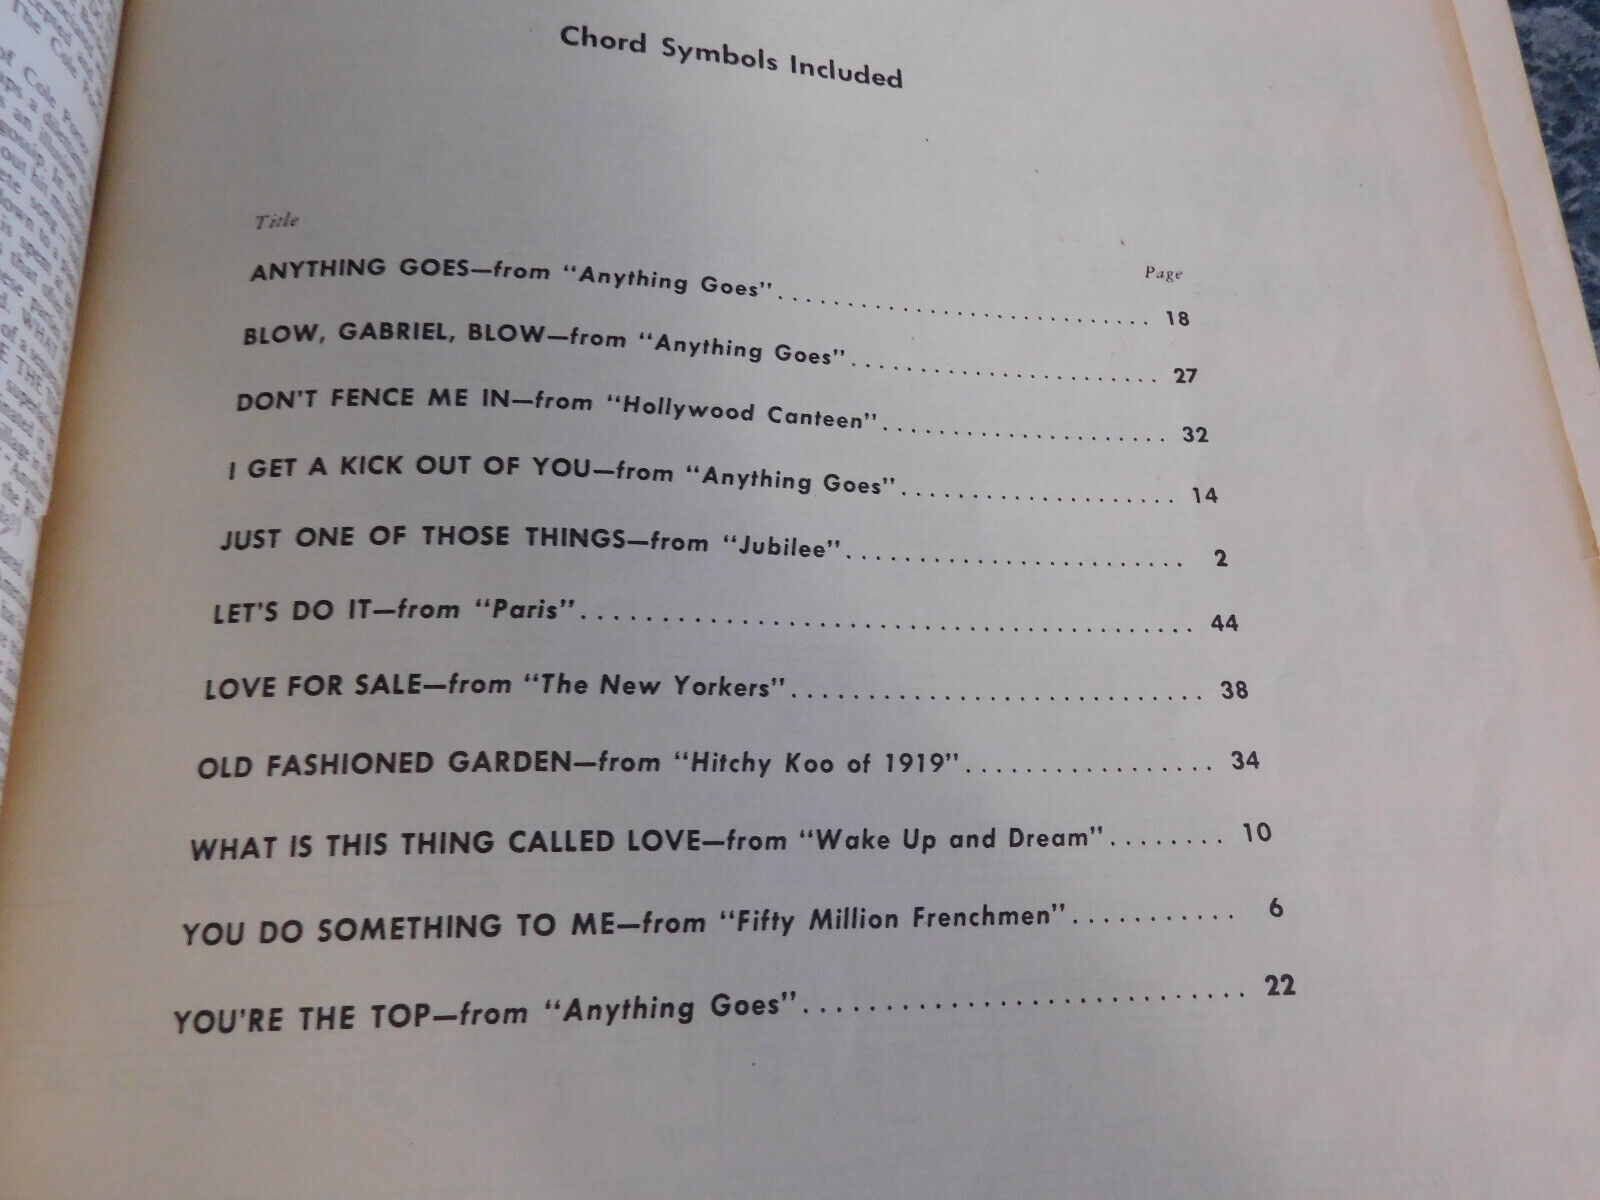 Chord Symbols Included
Title
Page
ANYTHING GOES—from "Anything Goes" . . . . . . . . . . . . . . . . . . . . . . . . . . . . . . . . 18
BLOW, GABRIEL, BLOW—from "Anything Goes" . . . . . . . . . . . . . . . . . . . . . . . 27
DON'T FENCE ME IN—from "Hollywood Canteen" . . . . . . . . . . . . . . . . . . . . . 32
I GET A KICK OUT OF YOU—from "Anything Goes" . . . . . . . . . . . . . . . . . . . . 14
JUST ONE OF THOSE THINGS—from "Jubilee" . . . . . . . . . . . . . . . . . . . . . . . . 2
LET'S DO IT—from "Paris" . . . . . . . . . . . . . . . . . . . . . . . . . . . . . . . . . . . . . . . . 44
LOVE FOR SALE—from "The New Yorkers" . . . . . . . . . . . . . . . . . . . . . . . . . . . 38
OLD FASHIONED GARDEN—from "Hitchy Koo of 1919" . . . . . . . . . . . . . . . . . 34
WHAT IS THIS THING CALLED LOVE—from "Wake Up and Dream" . . . . . . . . 10
YOU DO SOMETHING TO ME—from "Fifty Million Frenchmen" . . . . . . . . . . . 6
YOU'RE THE TOP—from "Anything Goes" . . . . . . . . . . . . . . . . . . . . . . . . . . . . 22